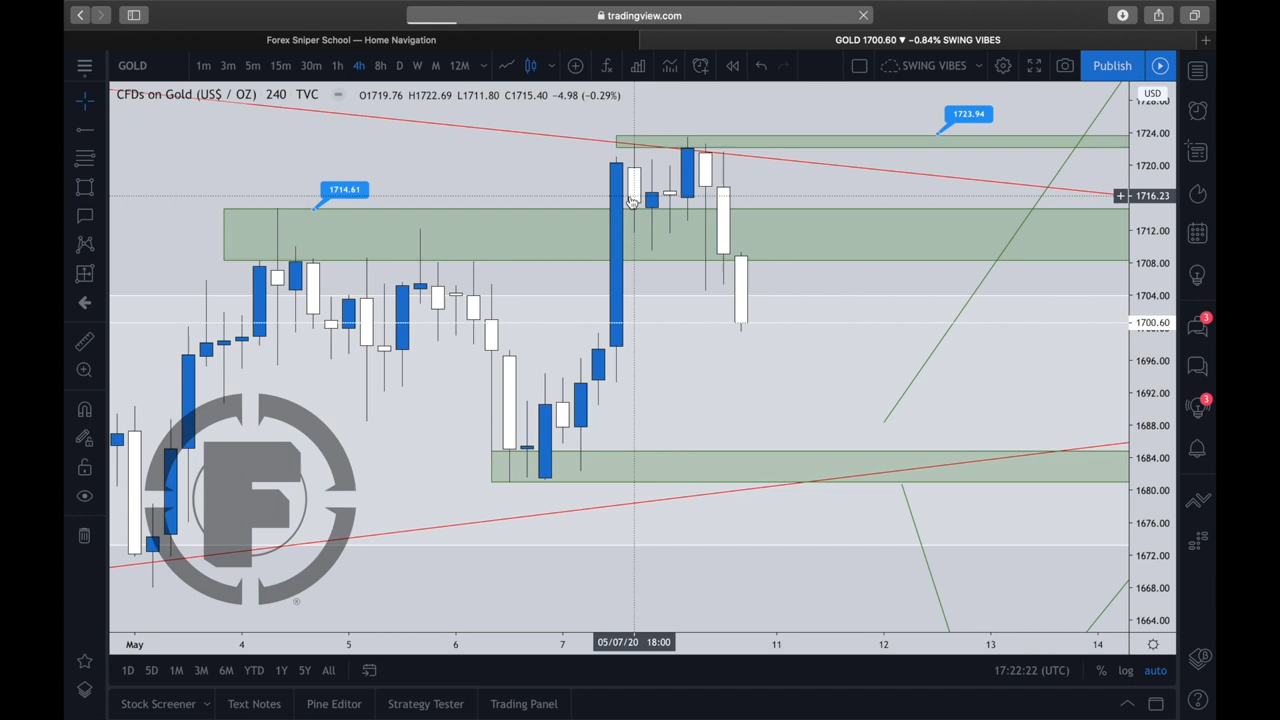 tradingview.com
Forex Sniper School — Home Navigation
GOLD 1700.60 ▼ −0.84% SWING VIBES
GOLD 1m 3m 5m 15m 30m 1h 4h 8h D W M 12M SWING VIBES Publish
CFDs on Gold (US$ / OZ) 240 TVC O1719.76 H1722.69 L1711.80 C1715.40 −4.98 (−0.29%)
USD
1728.00
1723.94
1724.00
1720.00
1714.61
1716.23
1712.00
1708.00
1704.00
3
1700.60
1696.00
1692.00
3
1688.00
1684.00
1680.00
1676.00
1672.00
1668.00
F
®
1664.00
May 4 5 6 7 05/07/20 18:00 11 12 13 14
1D 5D 1M 3M 6M YTD 1Y 5Y All 17:22:22 (UTC) % log auto
Stock Screener Text Notes Pine Editor Strategy Tester Trading Panel